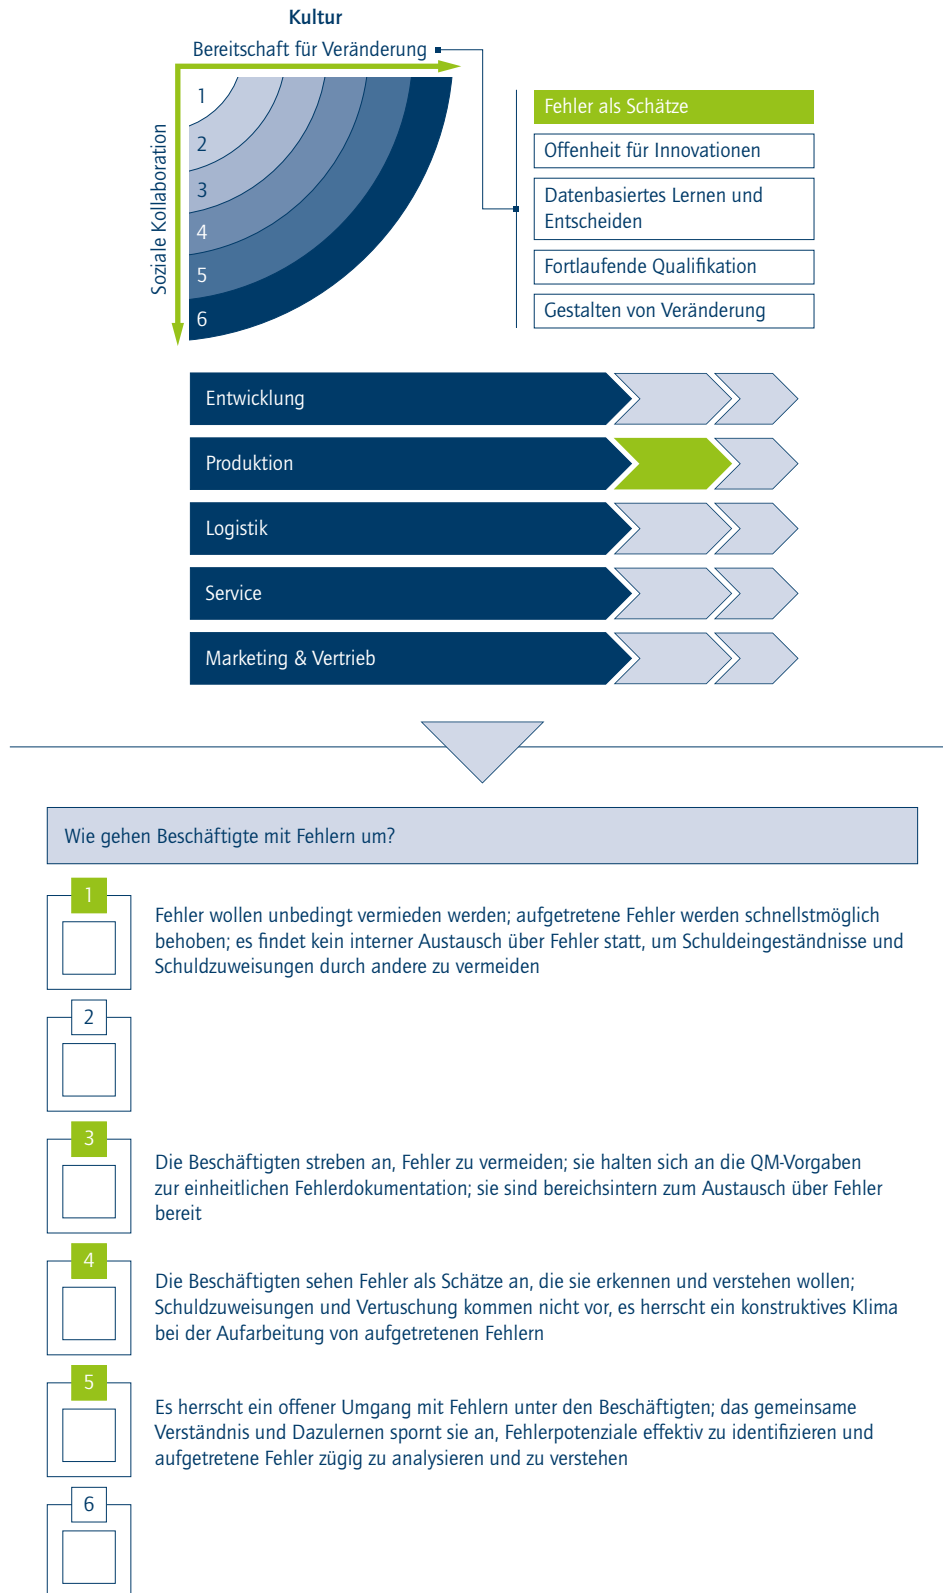 Kultur
Bereitschaft für Veränderung
Soziale Kollaboration
1
2
3
4
5
6
Fehler als Schätze
Offenheit für Innovationen
Datenbasiertes Lernen und
Entscheiden
Fortlaufende Qualifikation
Gestalten von Veränderung
Entwicklung
Produktion
Logistik
Service
Marketing & Vertrieb
Wie gehen Beschäftigte mit Fehlern um?
1
Fehler wollen unbedingt vermieden werden; aufgetretene Fehler werden schnellstmöglich
behoben; es findet kein interner Austausch über Fehler statt, um Schuldeingeständnisse und
Schuldzuweisungen durch andere zu vermeiden
2
3
Die Beschäftigten streben an, Fehler zu vermeiden; sie halten sich an die QM-Vorgaben
zur einheitlichen Fehlerdokumentation; sie sind bereichsintern zum Austausch über Fehler
bereit
4
Die Beschäftigten sehen Fehler als Schätze an, die sie erkennen und verstehen wollen;
Schuldzuweisungen und Vertuschung kommen nicht vor, es herrscht ein konstruktives Klima
bei der Aufarbeitung von aufgetretenen Fehlern
5
Es herrscht ein offener Umgang mit Fehlern unter den Beschäftigten; das gemeinsame
Verständnis und Dazulernen spornt sie an, Fehlerpotenziale effektiv zu identifizieren und
aufgetretene Fehler zügig zu analysieren und zu verstehen
6